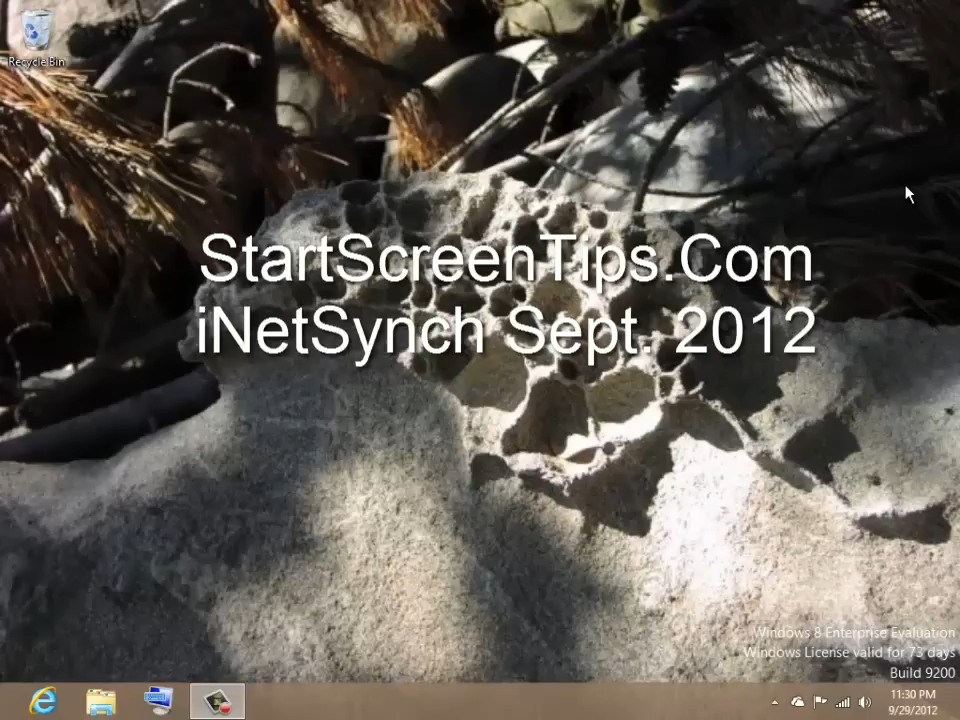 Recycle Bin
StartScreenTips.Com
iNetSynch Sept. 2012
Windows 8 Enterprise Evaluation
Windows License valid for 73 days
Build 9200
11:30 PM
9/29/2012